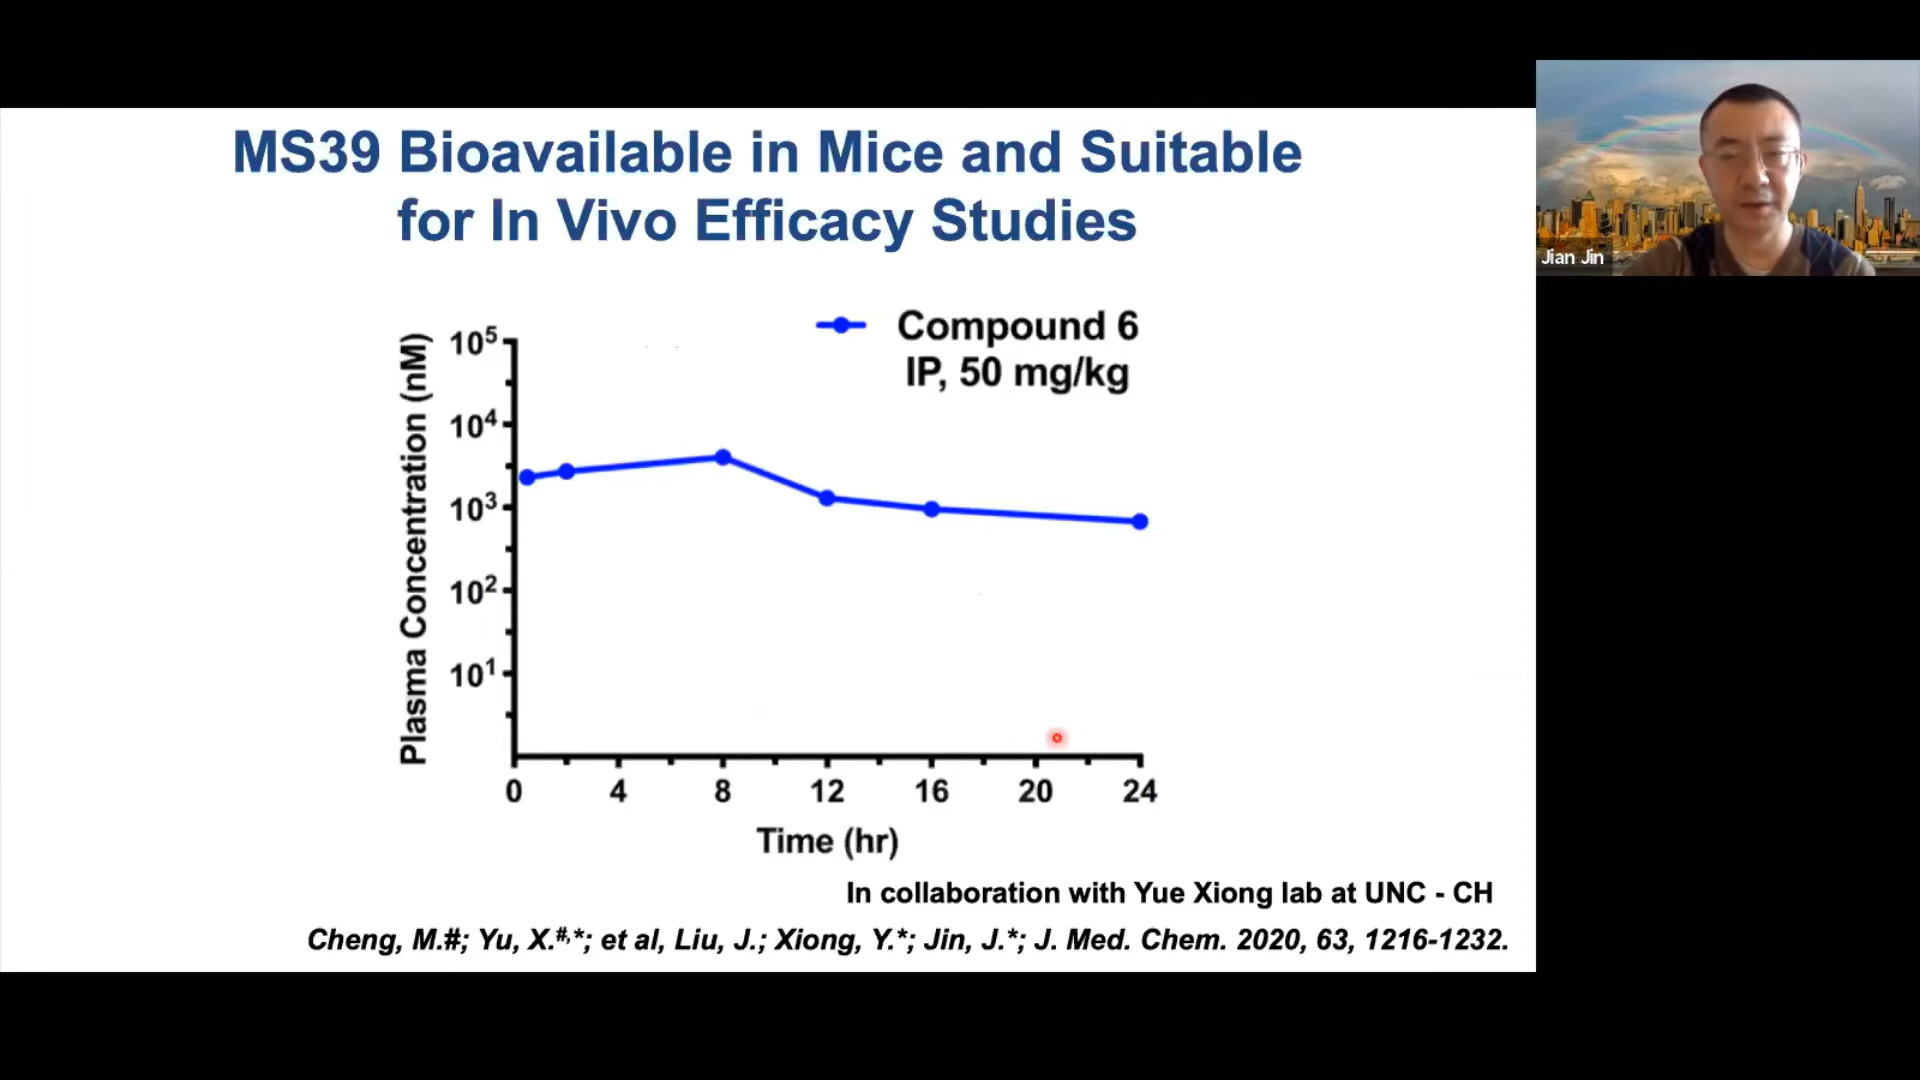 MS39 Bioavailable in Mice and Suitable
for In Vivo Efficacy Studies
Jian Jin
Compound 6
IP, 50 mg/kg
Plasma Concentration (nM)
10⁵
10⁴
10³
10²
10¹
0 4 8 12 16 20 24
Time (hr)
In collaboration with Yue Xiong lab at UNC - CH
Cheng, M.#; Yu, X.#,*; et al, Liu, J.; Xiong, Y.*; Jin, J.*; J. Med. Chem. 2020, 63, 1216-1232.